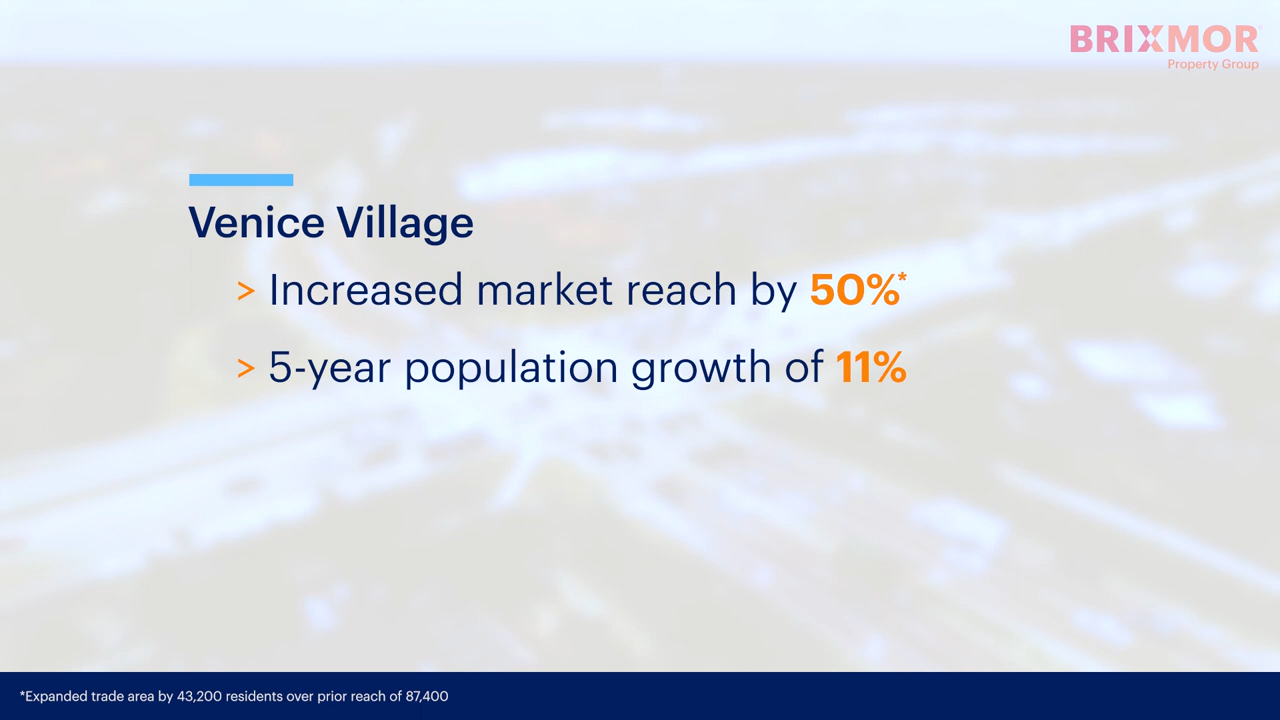 BRIXMOR
Property Group
Venice Village
> Increased market reach by 50%*
> 5-year population growth of 11%
*Expanded trade area by 43,200 residents over prior reach of 87,400